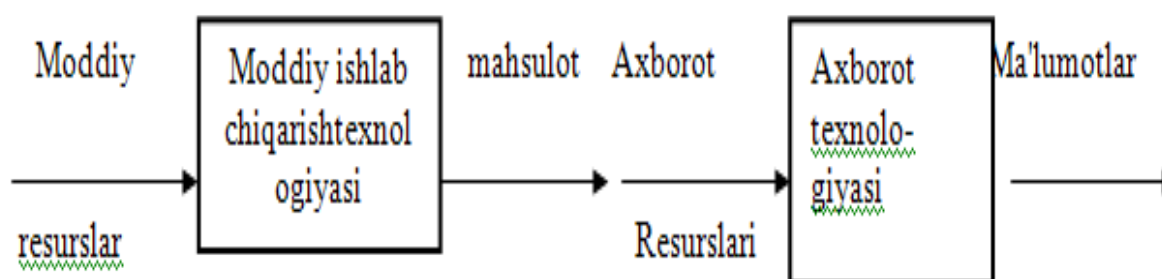 Moddiy
resurslar
Moddiy ishlab
chiqarishtexnol
ogiyasi
mahsulot
Axborot
Resurslari
Axborot
texnolo-
giyasi
Ma'lumotlar